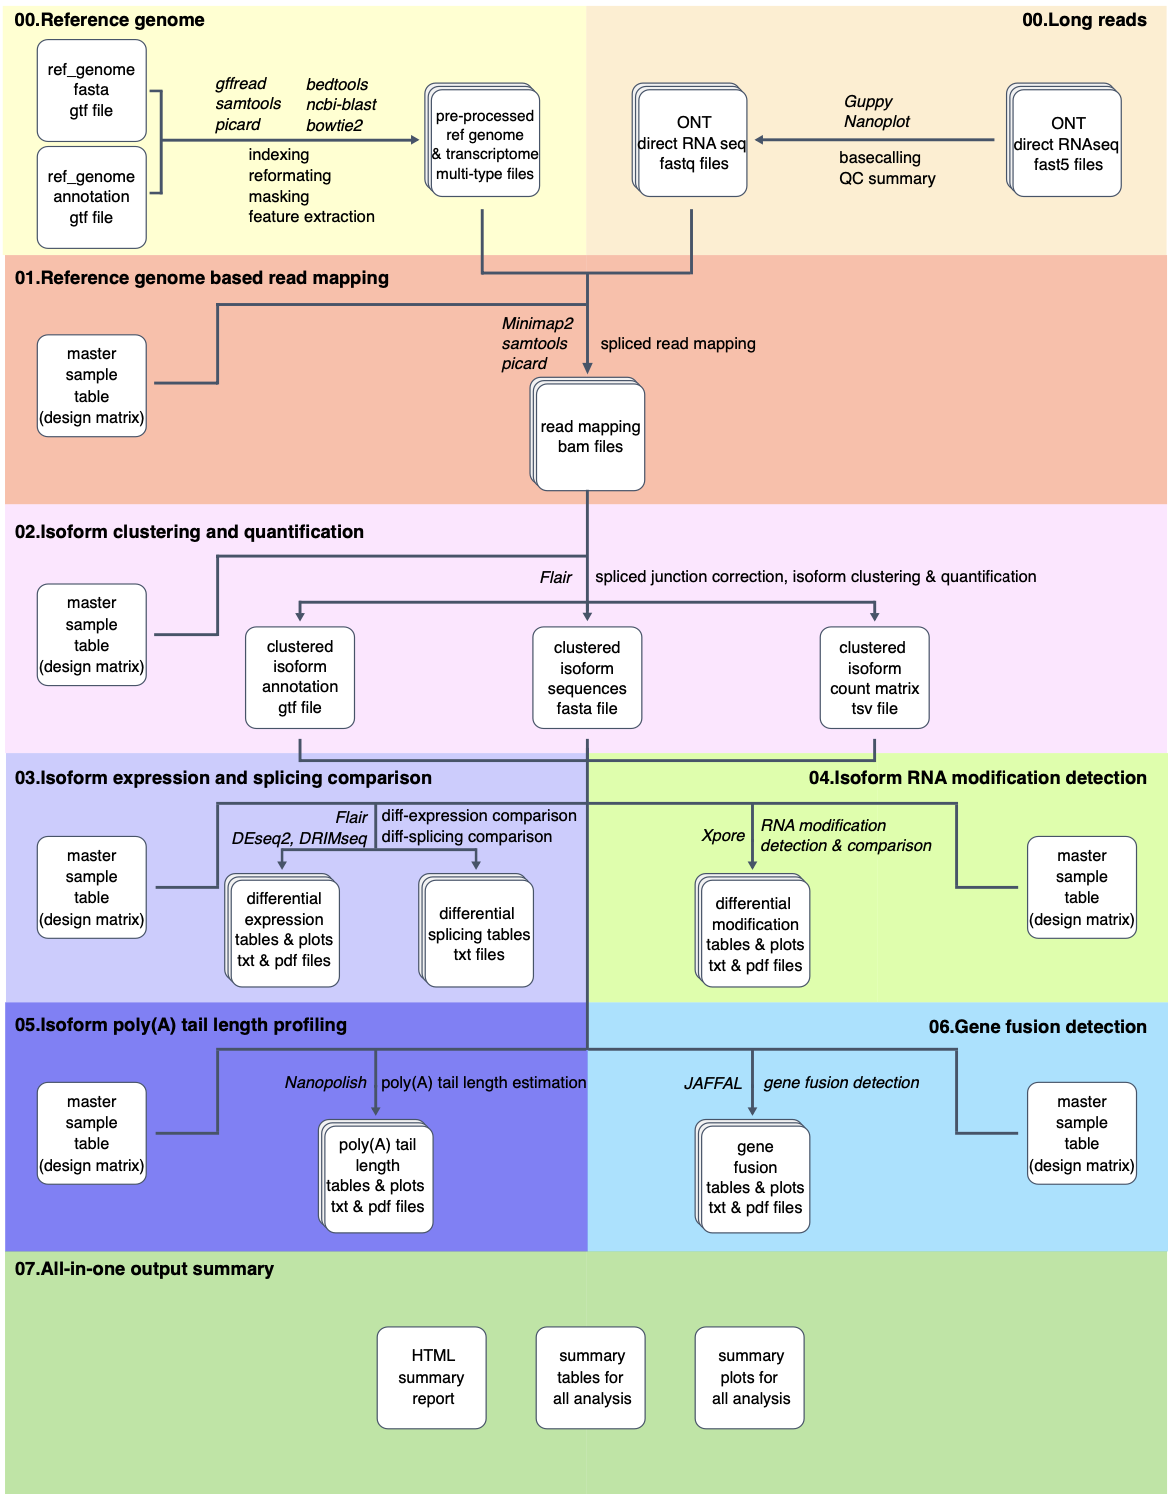 00.Reference genome
00.Long reads
ref_genome
fasta
gtf file
ref_genome
annotation
gtf file
gffread
samtools
picard
bedtools
ncbi-blast
bowtie2
indexing
reformating
masking
feature extraction
pre-processed
ref genome
& transcriptome
multi-type files
ONT
direct RNA seq
fastq files
Guppy
Nanoplot
basecalling
QC summary
ONT
direct RNAseq
fast5 files
01.Reference genome based read mapping
master
sample
table
(design matrix)
Minimap2
samtools
picard
spliced read mapping
read mapping
bam files
02.Isoform clustering and quantification
master
sample
table
(design matrix)
Flair
spliced junction correction, isoform clustering & quantification
clustered
isoform
annotation
gtf file
clustered
isoform
sequences
fasta file
clustered
isoform
count matrix
tsv file
03.Isoform expression and splicing comparison
master
sample
table
(design matrix)
Flair
DEseq2, DRIMseq
diff-expression comparison
diff-splicing comparison
differential
expression
tables & plots
txt & pdf files
differential
splicing tables
txt files
04.Isoform RNA modification detection
Xpore
RNA modification
detection & comparison
differential
modification
tables & plots
txt & pdf files
master
sample
table
(design matrix)
05.Isoform poly(A) tail length profiling
master
sample
table
(design matrix)
Nanopolish
poly(A) tail length estimation
poly(A) tail
length
tables & plots
txt & pdf files
06.Gene fusion detection
JAFFAL
gene fusion detection
gene
fusion
tables & plots
txt & pdf files
master
sample
table
(design matrix)
07.All-in-one output summary
HTML
summary
report
summary
tables for
all analysis
summary
plots for
all analysis